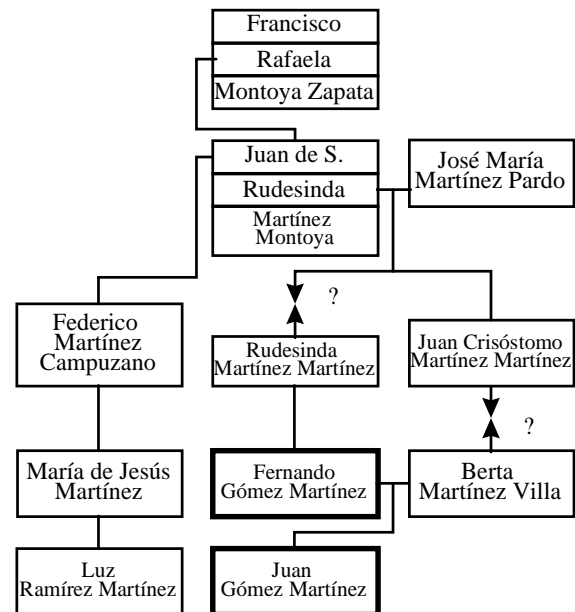 Francisco
Rafaela
Montoya Zapata
Juan de S.
Rudesinda
Martínez
Montoya
José María
Martínez Pardo
?
Federico
Martínez
Campuzano
Rudesinda
Martínez Martínez
Juan Crisóstomo
Martínez Martínez
?
María de Jesús
Martínez
Fernando
Gómez Martínez
Berta
Martínez Villa
Luz
Ramírez Martínez
Juan
Gómez Martínez